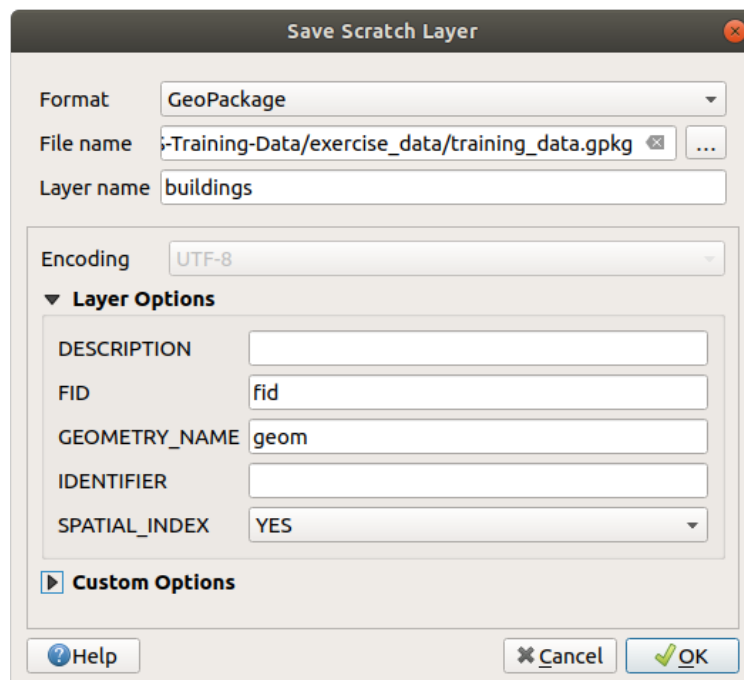 Save Scratch Layer
Format GeoPackage
File name -Training-Data/exercise_data/training_data.gpkg ...
Layer name buildings
Encoding UTF-8
Layer Options
DESCRIPTION
FID fid
GEOMETRY_NAME geom
IDENTIFIER
SPATIAL_INDEX YES
Custom Options
Help Cancel OK